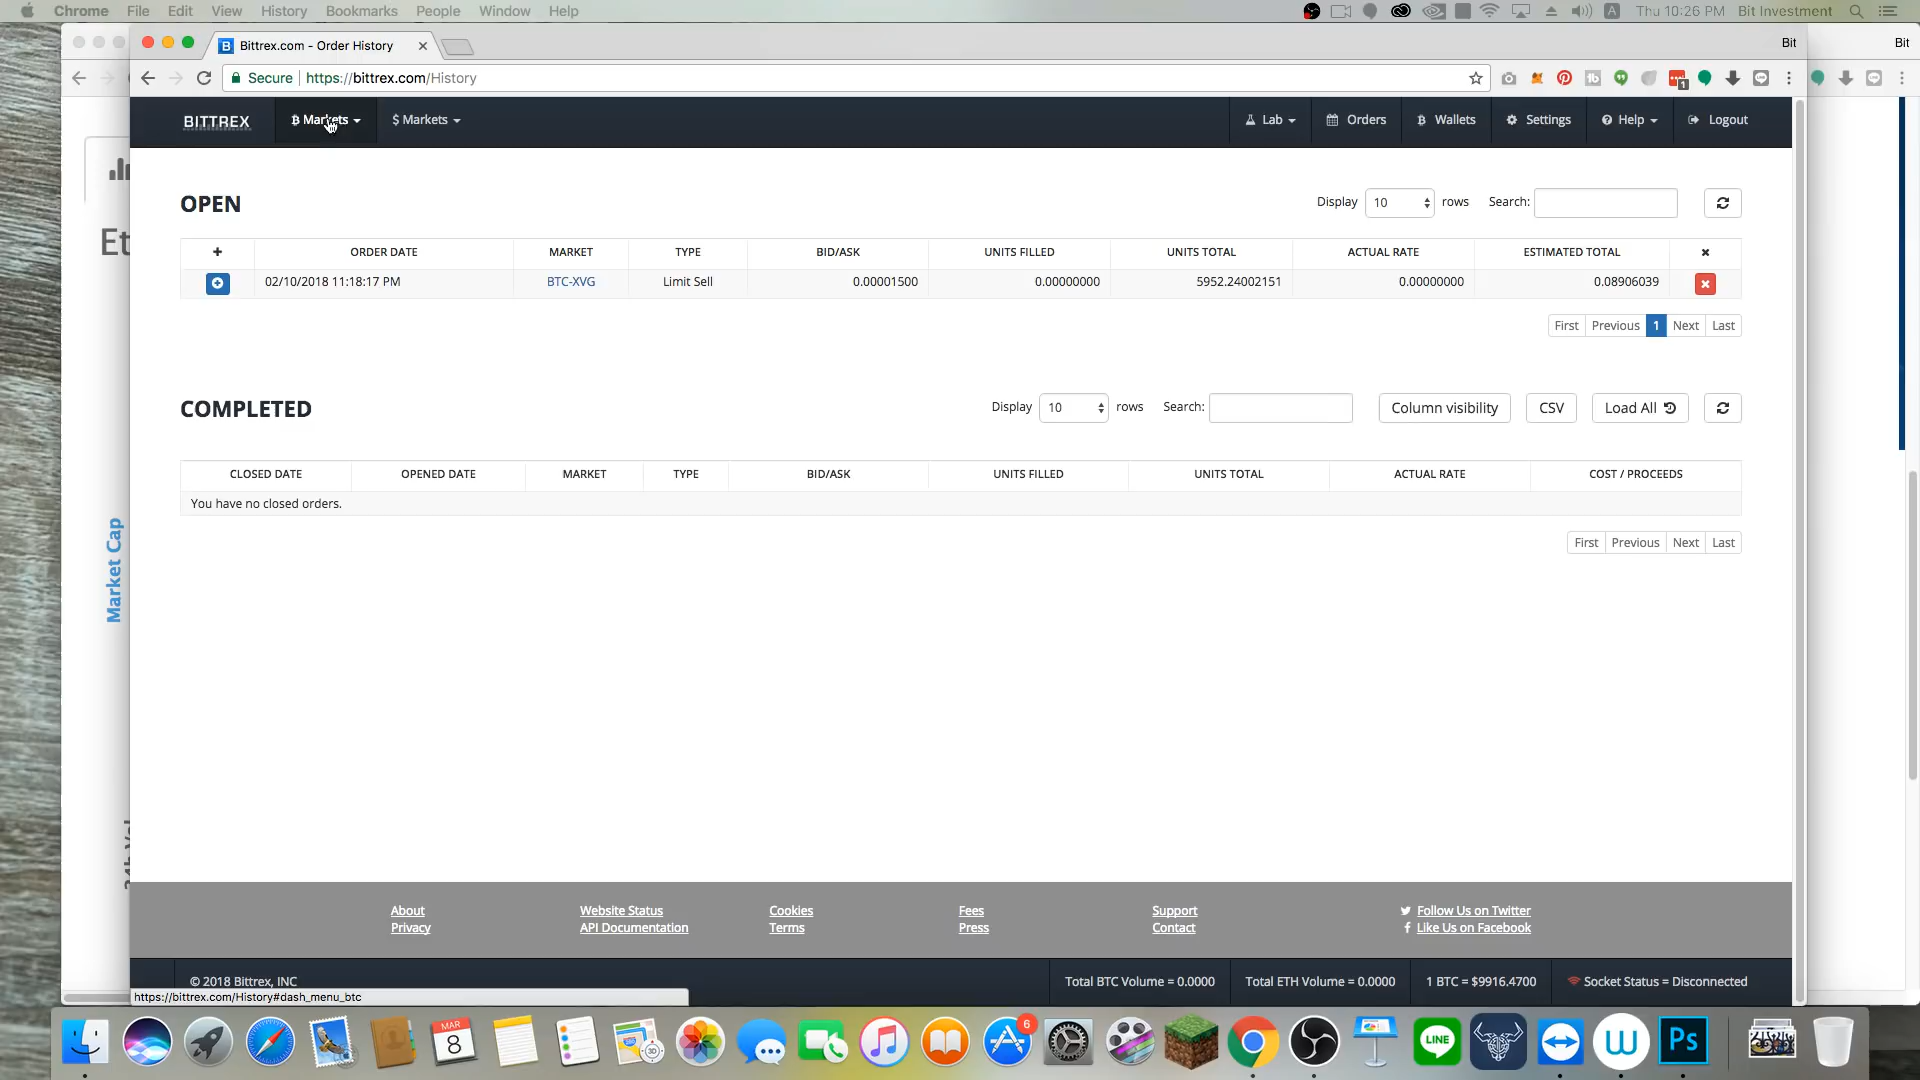 Chrome File Edit View History Bookmarks People Window Help
Thu 10:26 PM Bit Investment
Bittrex.com - Order History
Bit
Bit
Secure https://bittrex.com/History
1
BITTREX
Markets
$ Markets
Lab
Orders
Wallets
Settings
Help
Logout
Et
Market Cap
OPEN
Display 10 rows Search:
+ ORDER DATE MARKET TYPE BID/ASK UNITS FILLED UNITS TOTAL ACTUAL RATE ESTIMATED TOTAL
02/10/2018 11:18:17 PM BTC-XVG Limit Sell 0.00001500 0.00000000 5952.24002151 0.00000000 0.08906039
First Previous 1 Next Last
COMPLETED
Display 10 rows Search: Column visibility CSV Load All
CLOSED DATE OPENED DATE MARKET TYPE BID/ASK UNITS FILLED UNITS TOTAL ACTUAL RATE COST / PROCEEDS
You have no closed orders.
First Previous Next Last
About Website Status Cookies Fees Support Follow Us on Twitter
Privacy API Documentation Terms Press Contact Like Us on Facebook
© 2018 Bittrex, INC
Total BTC Volume = 0.0000 Total ETH Volume = 0.0000 1 BTC = $9916.4700 Socket Status = Disconnected
https://bittrex.com/History#dash_menu_btc
MAR
8
3D
6
LINE
W
Ps